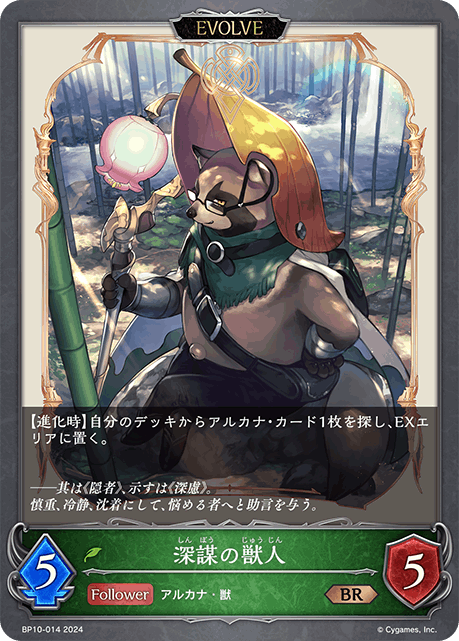 EVOLVE
【進化時】自分のデッキからアルカナ・カード1枚を探し、EXエ
リアに置く。
――其は《隠者》、示すは《深慮》。
慎重、冷静、沈着にして、悩める者へと助言を与う。
しん ぼう じゅう じん
深謀の獣人
5
Follower アルカナ・獣
BR
5
BP10-014 2024
© Cygames, Inc.